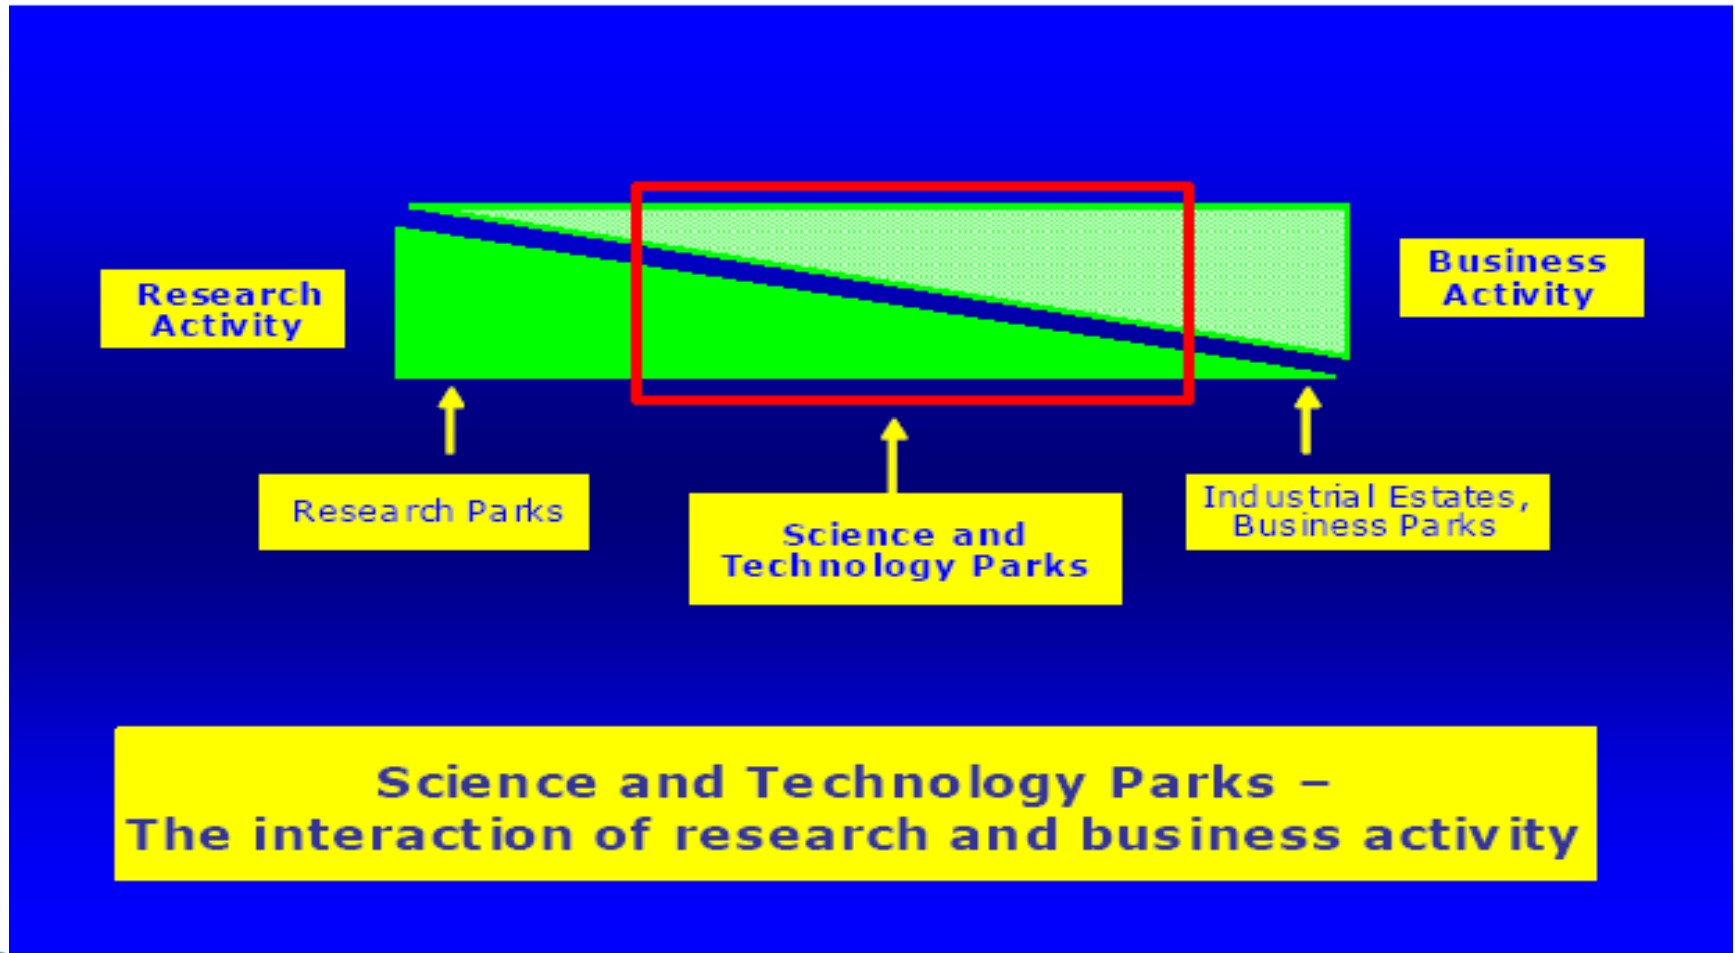 Research
Activity
Business
Activity
Research Parks
Science and
Technology Parks
Industrial Estates,
Business Parks
Science and Technology Parks –
The interaction of research and business activity